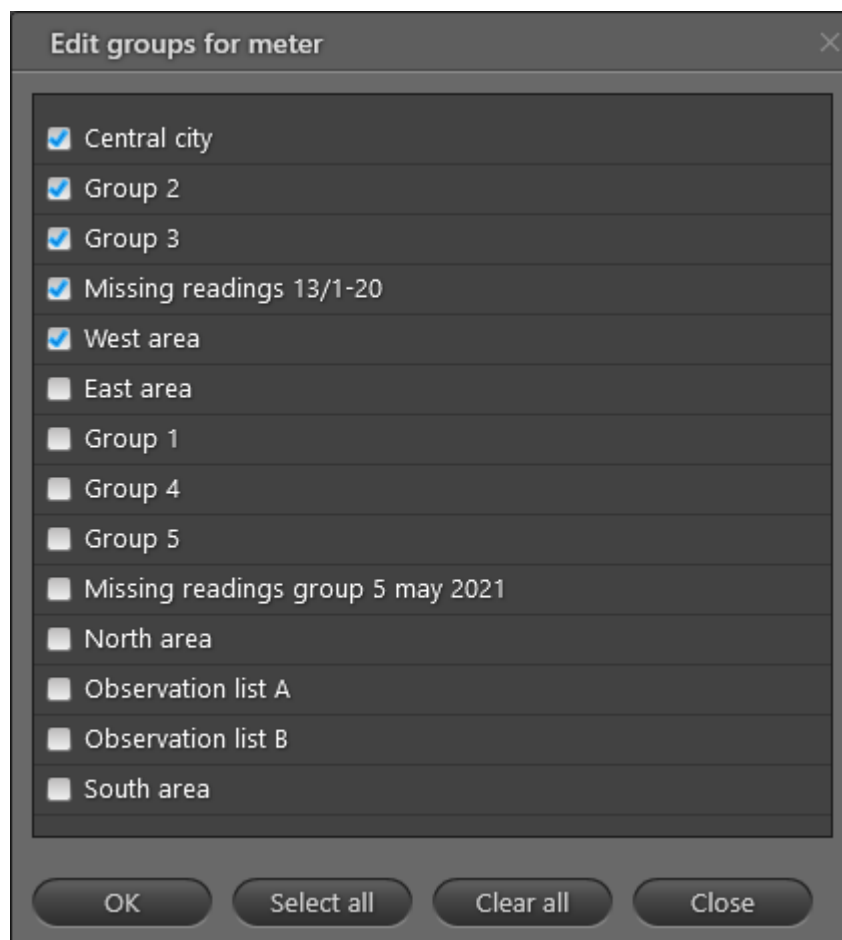 Edit groups for meter
Central city
Group 2
Group 3
Missing readings 13/1-20
West area
East area
Group 1
Group 4
Group 5
Missing readings group 5 may 2021
North area
Observation list A
Observation list B
South area
OK Select all Clear all Close